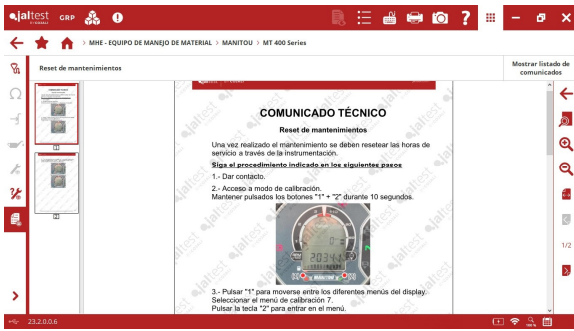 jaltest
BY COJALI
GRP
MHE - EQUIPO DE MANEJO DE MATERIAL > MANITOU > MT 400 Series
Reset de mantenimientos
Mostrar listado de
comunicados
COMUNICADO TÉCNICO
Reset de mantenimientos
Una vez realizado el mantenimiento se deben resetear las horas de
servicio a través de la instrumentación.
Siga el procedimiento indicado en los siguientes pasos
1.- Dar contacto.
2.- Acceso a modo de calibración.
Mantener pulsados los botones "1" + "2" durante 10 segundos.
3.- Pulsar "1" para moverse entre los diferentes menús del display.
Seleccionar el menú de calibración 7.
Pulsar la tecla "2" para entrar en el menú.
1/2
23.2.0.0.6
100 %